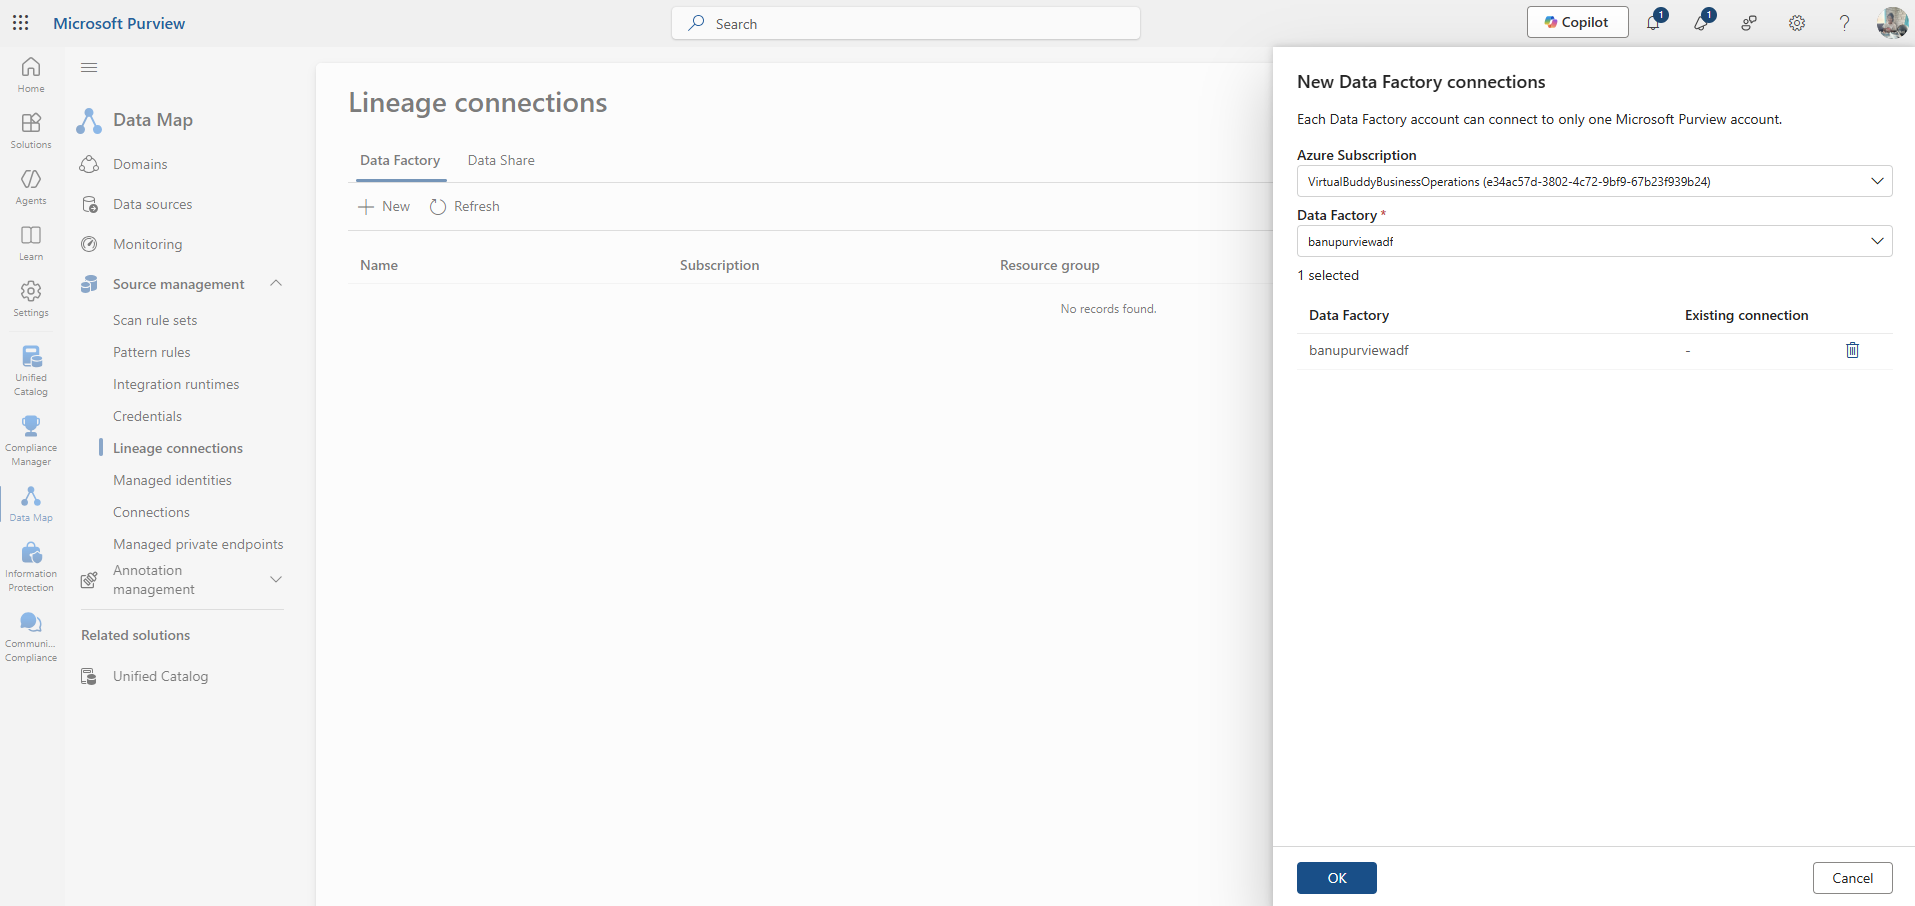 Microsoft Purview
Search
Copilot
1
1
Home
Solutions
Agents
Learn
Settings
Unified
Catalog
Compliance
Manager
Data Map
Information
Protection
Communi...
Compliance
Data Map
Domains
Data sources
Monitoring
Source management
Scan rule sets
Pattern rules
Integration runtimes
Credentials
Lineage connections
Managed identities
Connections
Managed private endpoints
Annotation
management
Related solutions
Unified Catalog
Lineage connections
Data Factory Data Share
New Refresh
Name Subscription Resource group
No records found.
New Data Factory connections
Each Data Factory account can connect to only one Microsoft Purview account.
Azure Subscription
VirtualBuddyBusinessOperations (e34ac57d-3802-4c72-9bf9-67b23f939b24)
Data Factory *
banupurviewadf
1 selected
Data Factory Existing connection
banupurviewadf -
OK Cancel